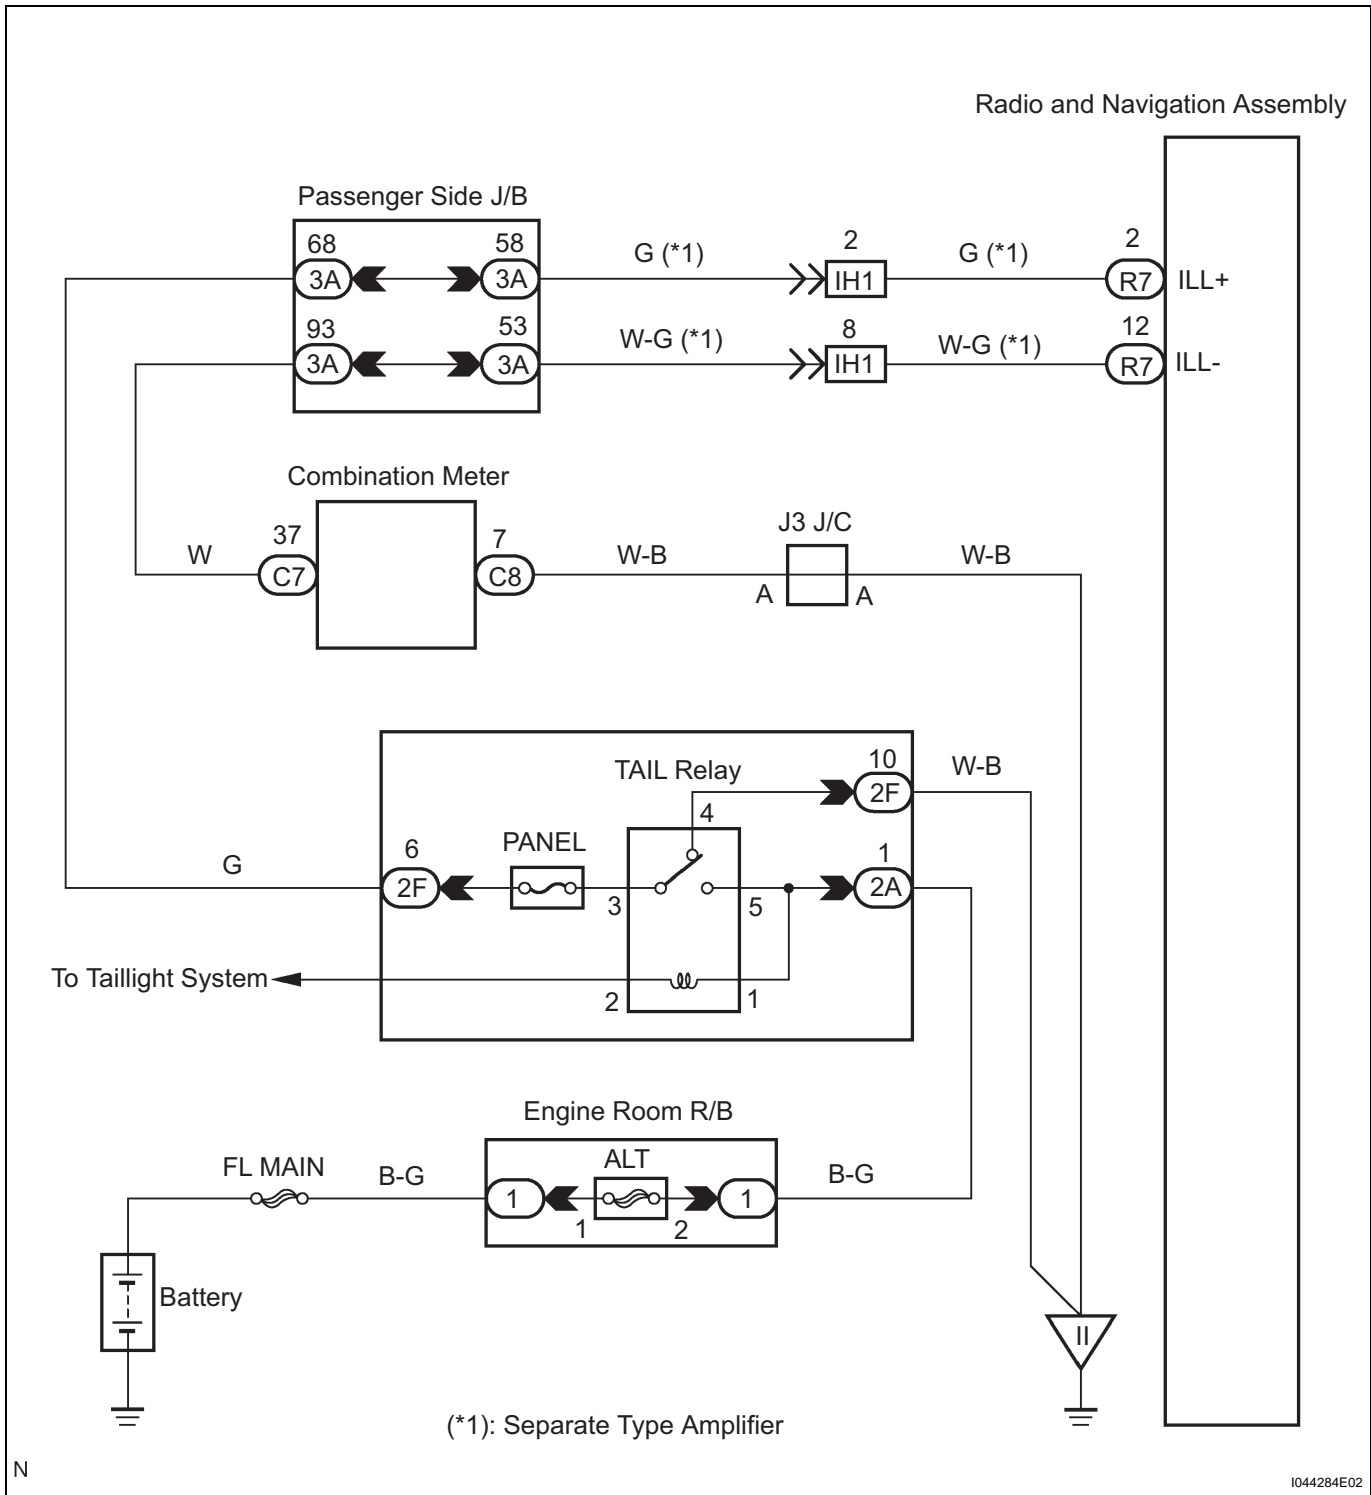 Radio and Navigation Assembly
Passenger Side J/B
68 58 G (*1) 2 G (*1) 2
3A 3A IH1 R7 ILL+
93 53 W-G (*1) 8 W-G (*1) 12
3A 3A IH1 R7 ILL-
Combination Meter
J3 J/C
37 7
W C7 C8 W-B W-B
A A
TAIL Relay 10 W-B
2F
4
PANEL
6 1
G 2F 2A
3 5
To Taillight System
2 1
Engine Room R/B
FL MAIN B-G ALT B-G
1 1
1 2
Battery
II
(*1): Separate Type Amplifier
N
I044284E02